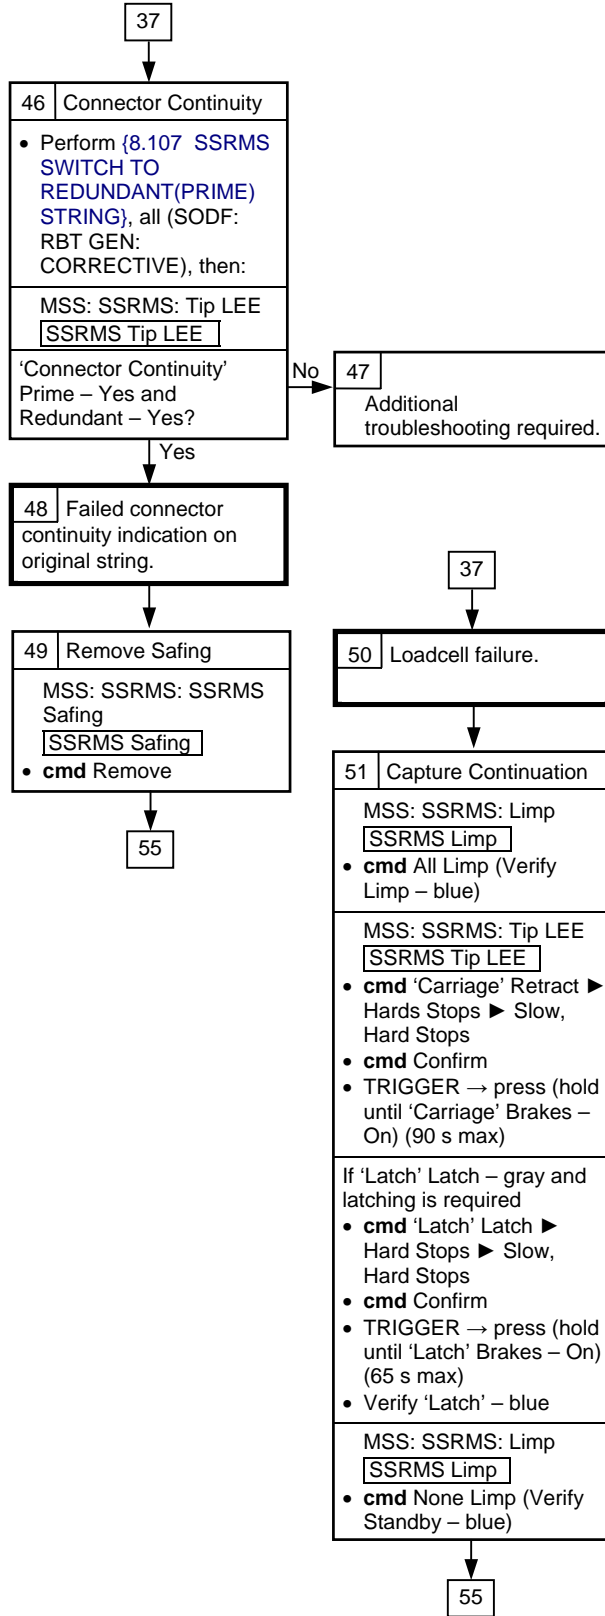 37
46 Connector Continuity
• Perform {8.107 SSRMS
SWITCH TO
REDUNDANT(PRIME)
STRING}, all (SODF:
RBT GEN:
CORRECTIVE), then:
MSS: SSRMS: Tip LEE
SSRMS Tip LEE
‘Connector Continuity’
Prime – Yes and
Redundant – Yes?
No
47
Additional
troubleshooting required.
Yes
48 Failed connector
continuity indication on
original string.
49 Remove Safing
MSS: SSRMS: SSRMS
Safing
SSRMS Safing
• cmd Remove
55
37
50 Loadcell failure.
51 Capture Continuation
MSS: SSRMS: Limp
SSRMS Limp
• cmd All Limp (Verify
Limp – blue)
MSS: SSRMS: Tip LEE
SSRMS Tip LEE
• cmd ‘Carriage’ Retract ►
Hards Stops ► Slow,
Hard Stops
• cmd Confirm
• TRIGGER → press (hold
until ‘Carriage’ Brakes –
On) (90 s max)
If ‘Latch’ Latch – gray and
latching is required
• cmd ‘Latch’ Latch ►
Hard Stops ► Slow,
Hard Stops
• cmd Confirm
• TRIGGER → press (hold
until ‘Latch’ Brakes – On)
(65 s max)
• Verify ‘Latch’ – blue
MSS: SSRMS: Limp
SSRMS Limp
• cmd None Limp (Verify
Standby – blue)
55